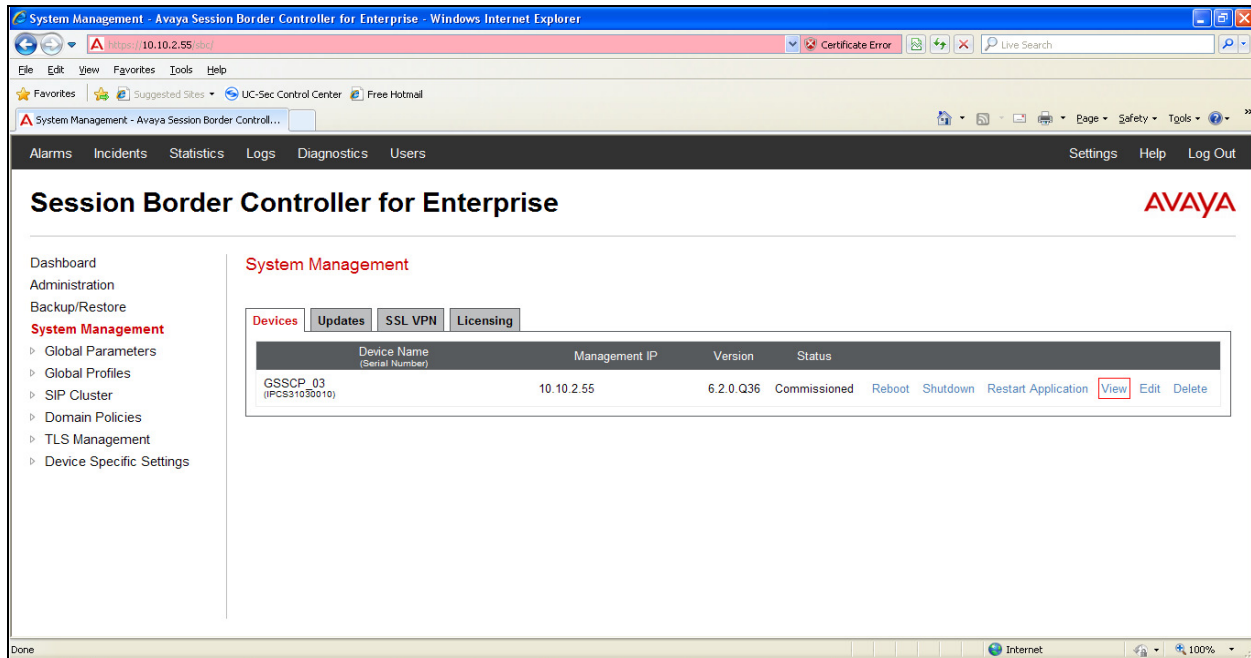 System Management - Avaya Session Border Controller for Enterprise - Windows Internet Explorer
https://10.10.2.55/sbc/ Certificate Error Live Search
File Edit View Favorites Tools Help
Favorites Suggested Sites UC-Sec Control Center Free Hotmail
System Management - Avaya Session Border Controll... Page Safety Tools »
Alarms Incidents Statistics Logs Diagnostics Users Settings Help Log Out
Session Border Controller for Enterprise AVAYA
Dashboard
Administration
Backup/Restore
System Management
Global Parameters
Global Profiles
SIP Cluster
Domain Policies
TLS Management
Device Specific Settings
System Management
Devices Updates SSL VPN Licensing
Device Name Management IP Version Status
(Serial Number)
GSSCP_03 10.10.2.55 6.2.0.Q36 Commissioned Reboot Shutdown Restart Application View Edit Delete
(IPCS31030010)
Done Internet 100%